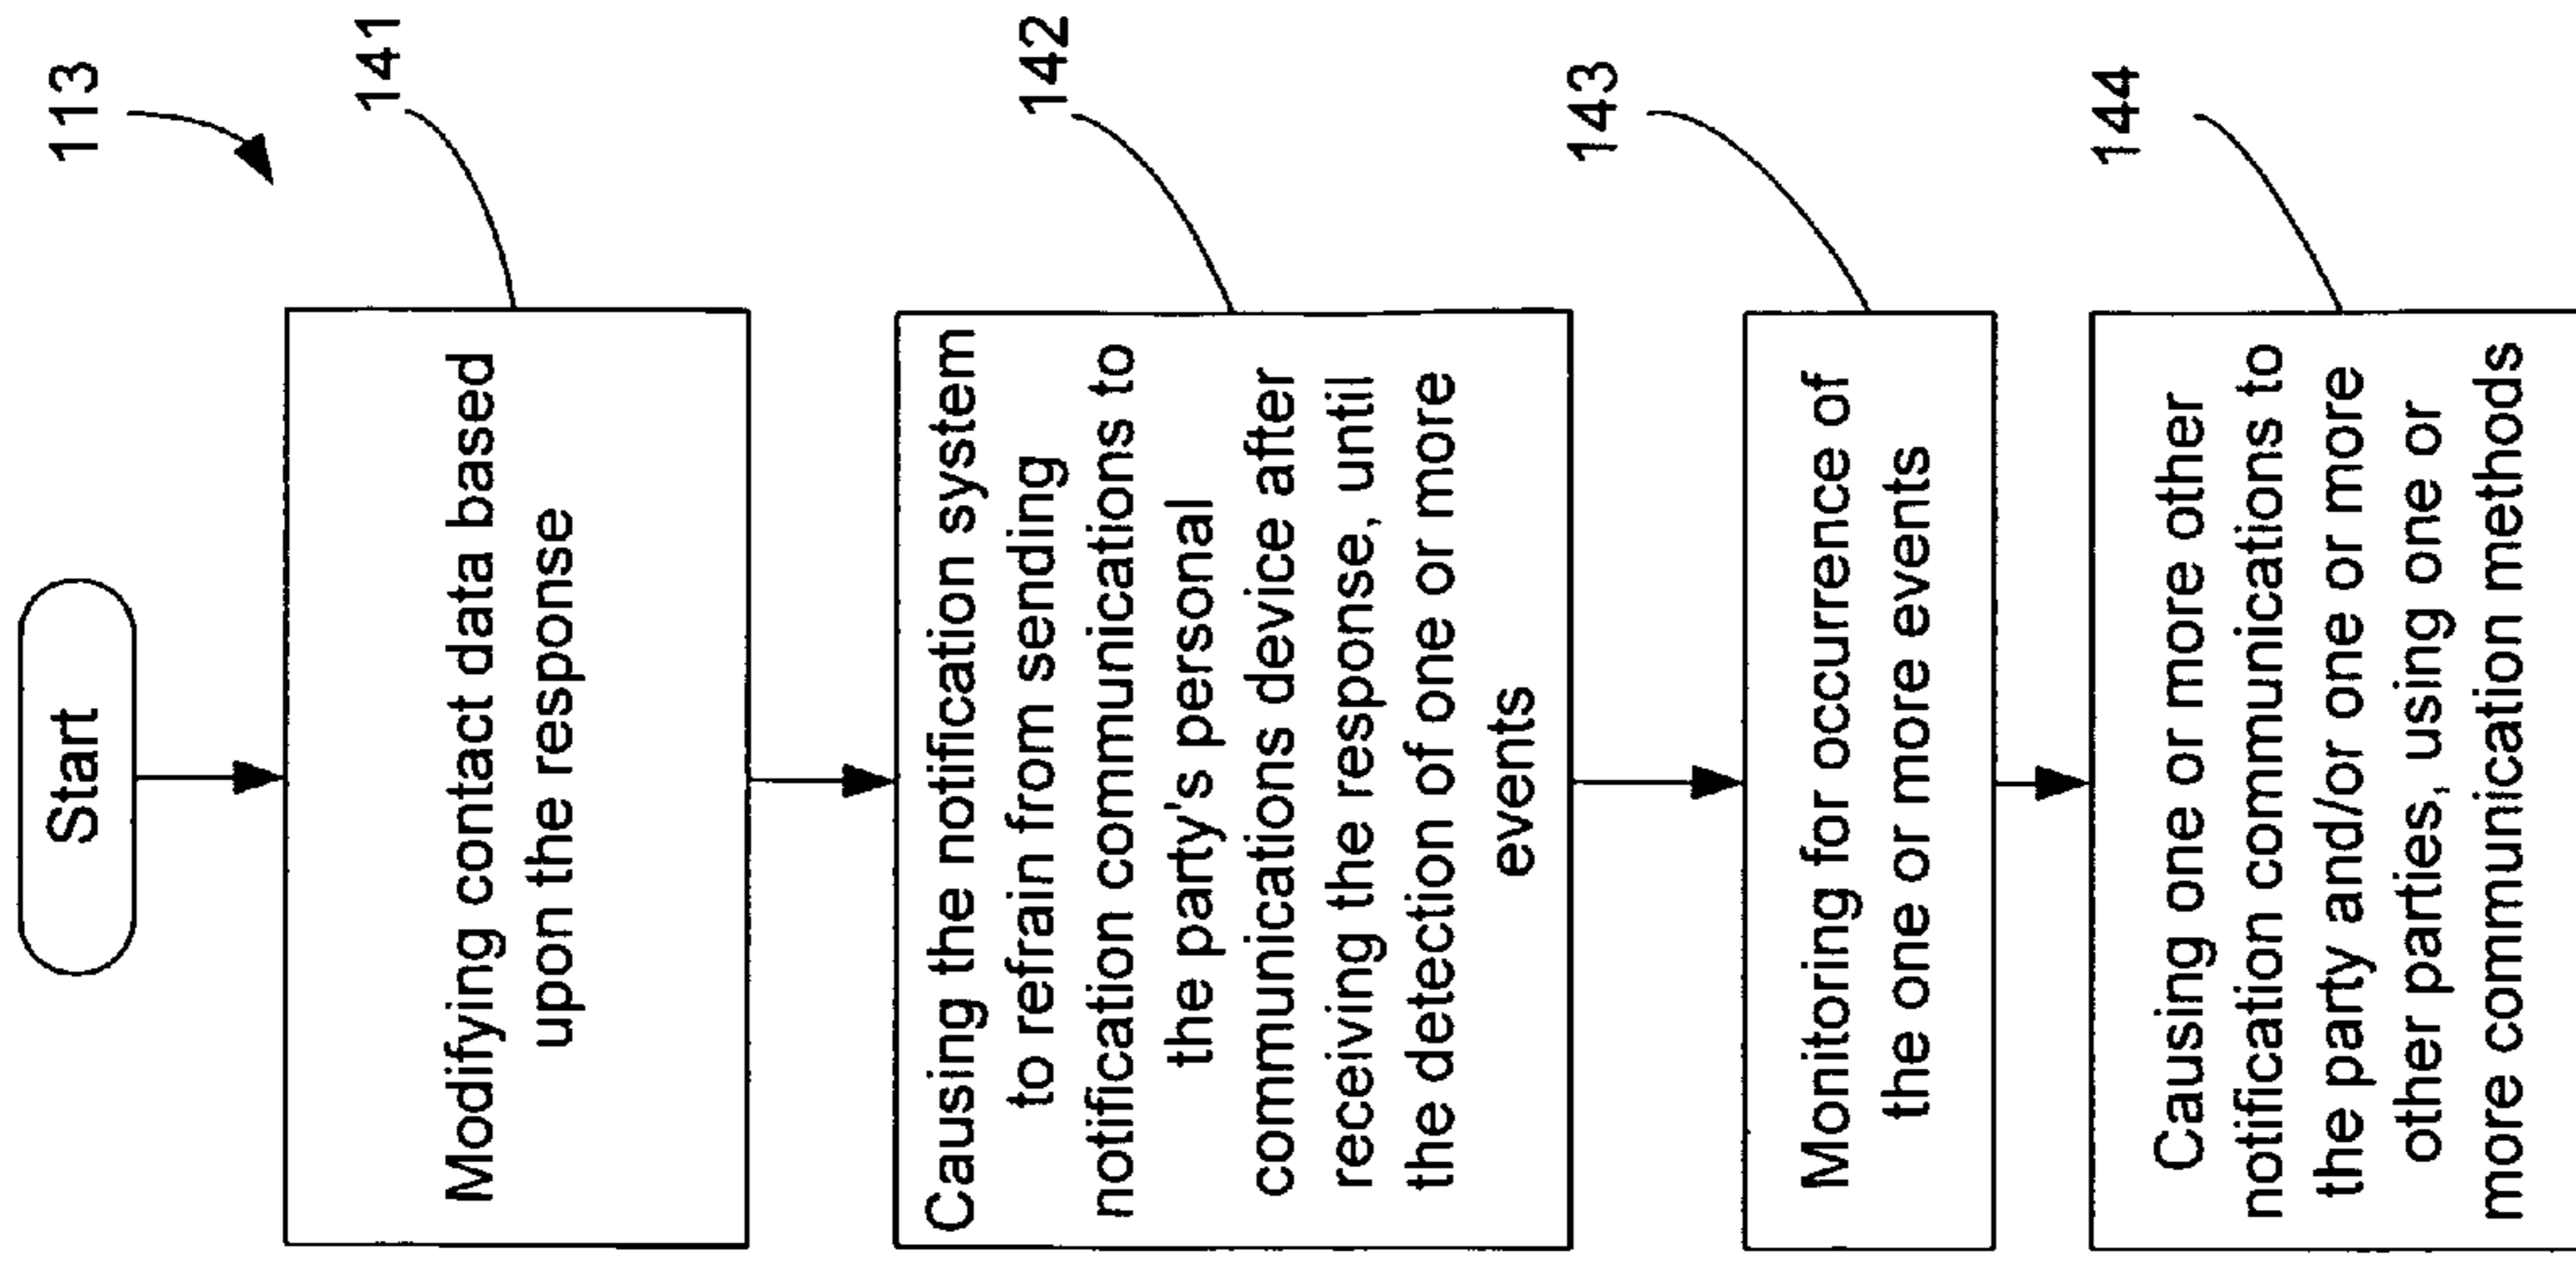 Start
113
141
Modifying contact data based
upon the response
142
Causing the notification system
to refrain from sending
notification communications to
the party's personal
communications device after
receiving the response, until
the detection of one or more
events
143
Monitoring for occurrence of
the one or more events
144
Causing one or more other
notification communications to
the party and/or one or more
other parties, using one or
more communication methods